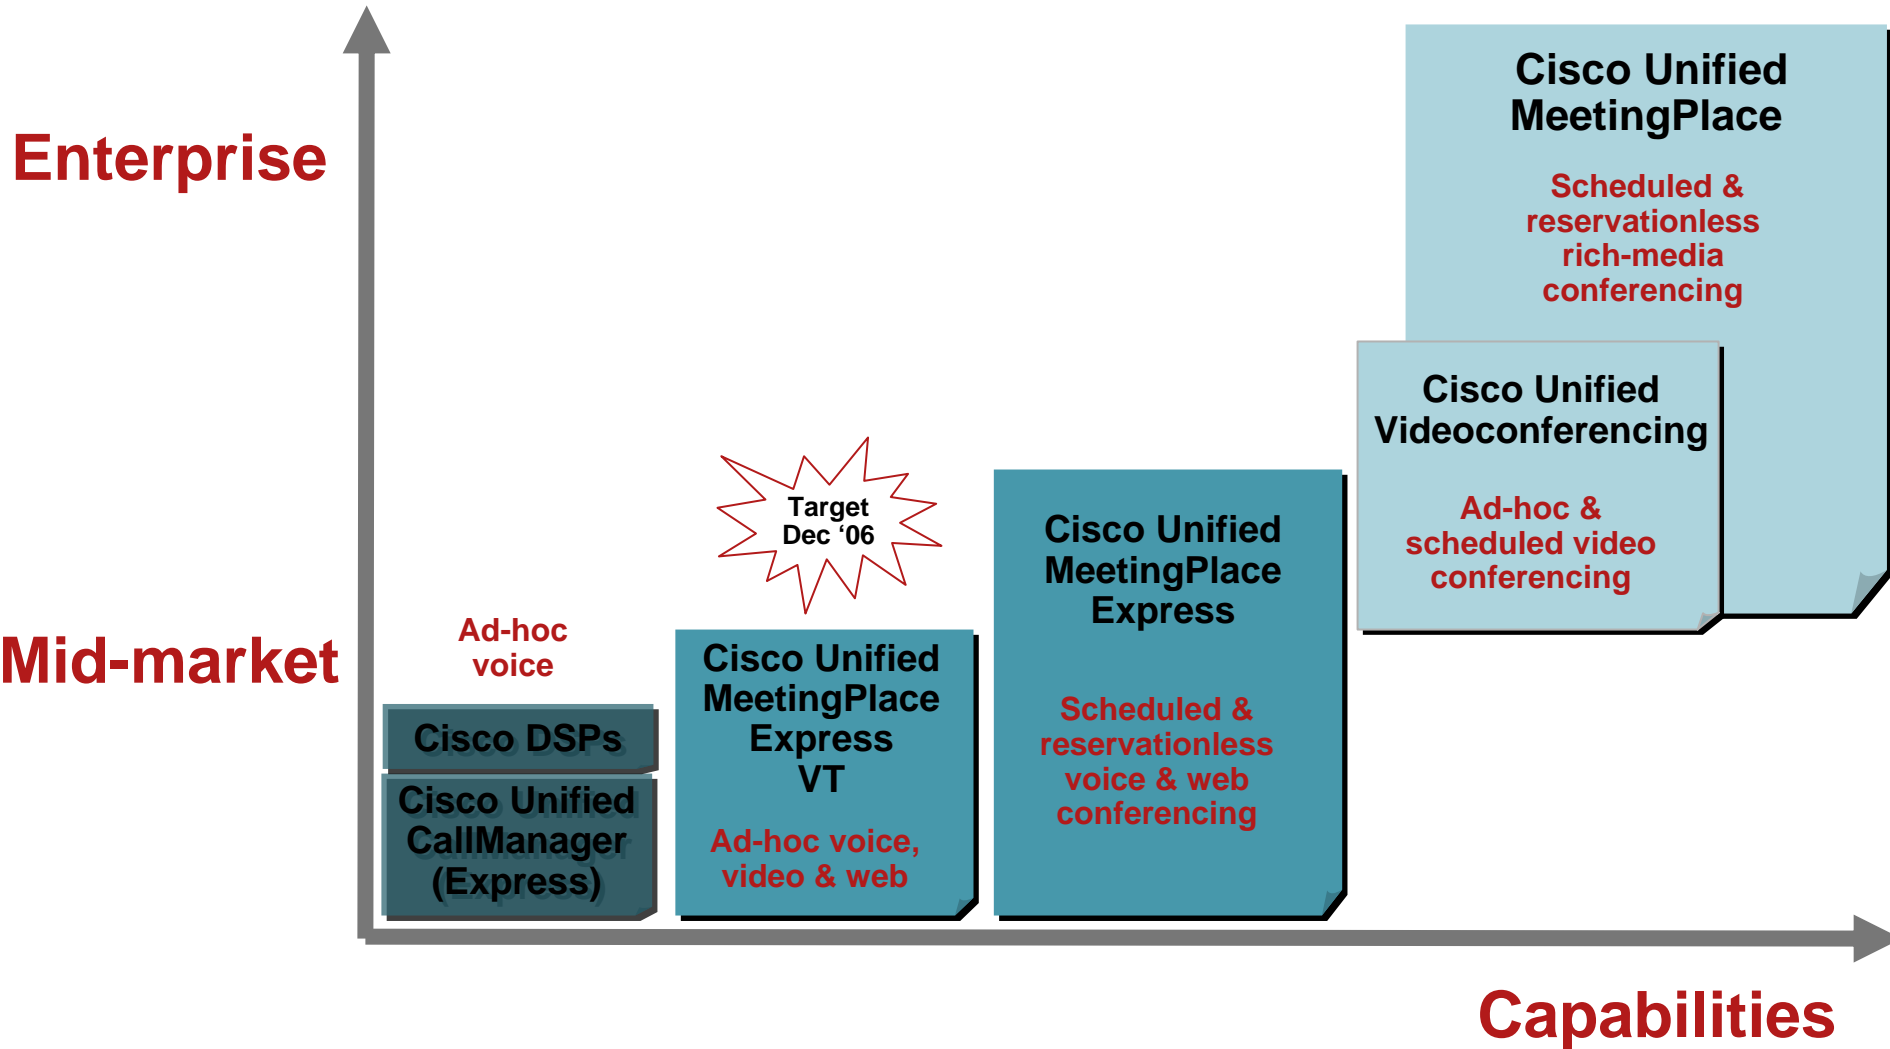 Enterprise
Mid-market
Ad-hoc
voice
Cisco DSPs
Cisco Unified
CallManager
(Express)
Target
Dec ‘06
Cisco Unified
MeetingPlace
Express
VT
Ad-hoc voice,
video & web
Cisco Unified
MeetingPlace
Express
Scheduled &
reservationless
voice & web
conferencing
Cisco Unified
MeetingPlace
Scheduled &
reservationless
rich-media
conferencing
Cisco Unified
Videoconferencing
Ad-hoc &
scheduled video
conferencing
Capabilities